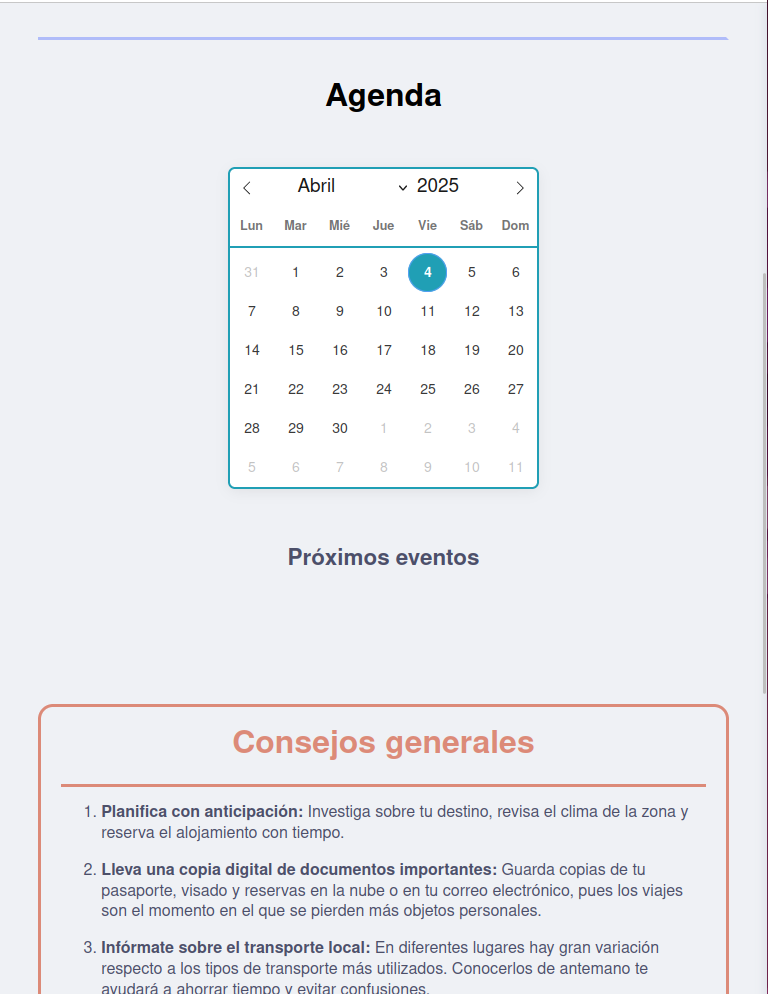 Agenda
Abril 2025
Lun Mar Mié Jue Vie Sáb Dom
31 1 2 3 4 5 6
7 8 9 10 11 12 13
14 15 16 17 18 19 20
21 22 23 24 25 26 27
28 29 30 1 2 3 4
5 6 7 8 9 10 11
Próximos eventos
Consejos generales
1. Planifica con anticipación: Investiga sobre tu destino, revisa el clima de la zona y
reserva el alojamiento con tiempo.
2. Lleva una copia digital de documentos importantes: Guarda copias de tu
pasaporte, visado y reservas en la nube o en tu correo electrónico, pues los viajes
son el momento en el que se pierden más objetos personales.
3. Infórmate sobre el transporte local: En diferentes lugares hay gran variación
respecto a los tipos de transporte más utilizados. Conocerlos de antemano te
ayudará a ahorrar tiempo y evitar confusiones.